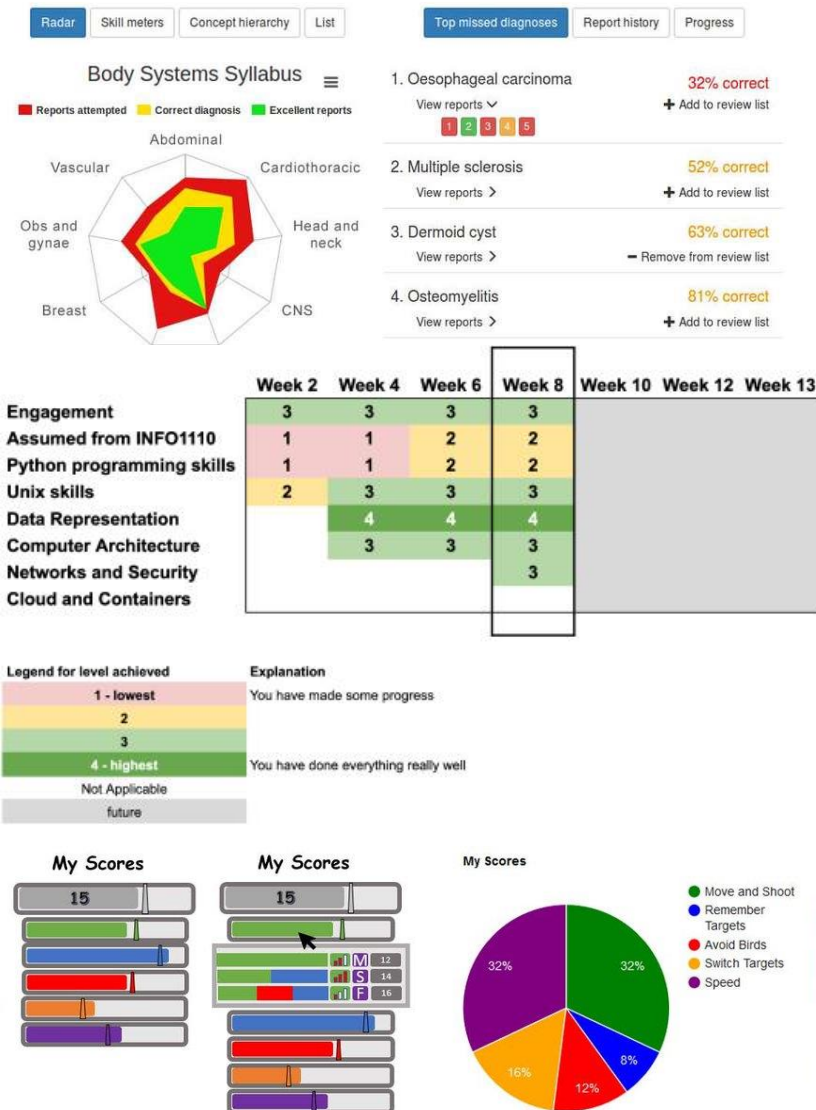 Radar Skill meters Concept hierarchy List
Top missed diagnoses Report history Progress
Body Systems Syllabus
Reports attempted Correct diagnosis Excellent reports
Abdominal
Vascular
Cardiothoracic
Obs and
gynae
Head and
neck
Breast
CNS
1. Oesophageal carcinoma 32% correct
View reports + Add to review list
1 2 3 4 5
2. Multiple sclerosis 52% correct
View reports + Add to review list
3. Dermoid cyst 63% correct
View reports − Remove from review list
4. Osteomyelitis 81% correct
View reports + Add to review list
Week 2 Week 4 Week 6 Week 8 Week 10 Week 12 Week 13
Engagement 3 3 3 3
Assumed from INFO1110 1 1 2 2
Python programming skills 1 1 2 2
Unix skills 2 3 3 3
Data Representation 4 4 4
Computer Architecture 3 3 3
Networks and Security 3
Cloud and Containers
Legend for level achieved Explanation
1 - lowest You have made some progress
2
3
4 - highest You have done everything really well
Not Applicable
future
My Scores
15
My Scores
15
M 12
S 14
F 16
My Scores
32%
32%
8%
12%
16%
Move and Shoot
Remember
Targets
Avoid Birds
Switch Targets
Speed